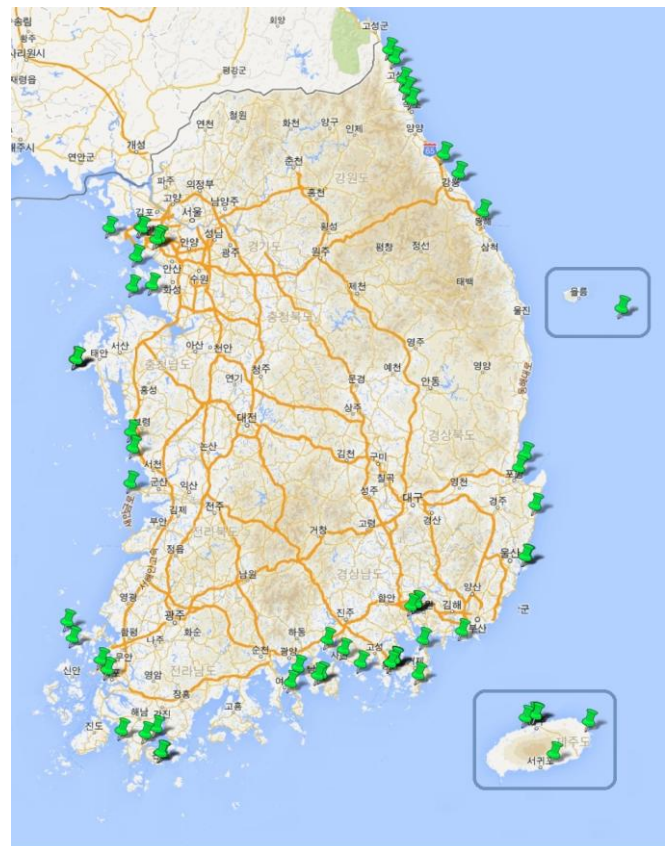 송림
사리원시
재령읍
평강군
회양
고성군
연안군
개성
연천
철원
화천
양구
인제
양양
파주
의정부
춘천
강원도
강릉
고양
남양주
홍천
김포
서울
횡성
성남
안양
광주
경기도
원주
평창
정선
삼척
안산
수원
화성
제천
태백
울릉
울진
충청북도
서산
태안
아산
천안
영주
충청남도
연기
청주
문경
예천
안동
영양
동해대로
홍성
상주
대전
경상북도
논산
김천
구미
서천
군산
익산
칠곡
성주
영천
대구
경주
김제
전주
경산
부안
전라북도
거창
고령
울산
정읍
서해안고속
남원
경상남도
양산
함안
김해
영광
진주
광주
부산
함평
나주
화순
하동
고성
순천
광양
무안
신안
영암
전라남도
장흥
고흥
해남
강진
진도
제주도
서귀포